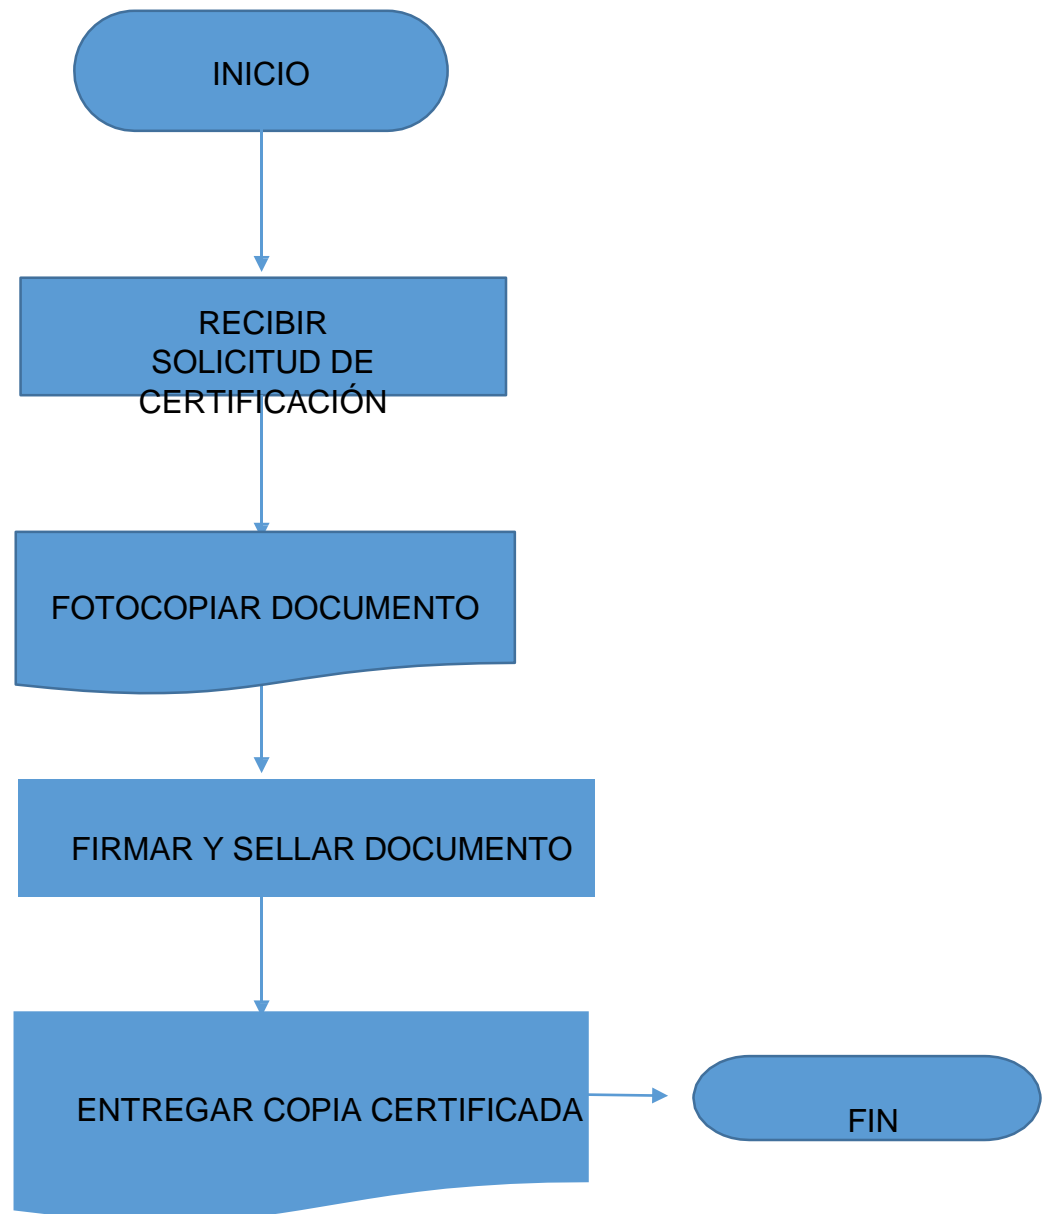 INICIO
RECIBIR
SOLICITUD DE
CERTIFICACIÓN
FOTOCOPIAR DOCUMENTO
FIRMAR Y SELLAR DOCUMENTO
ENTREGAR COPIA CERTIFICADA
FIN